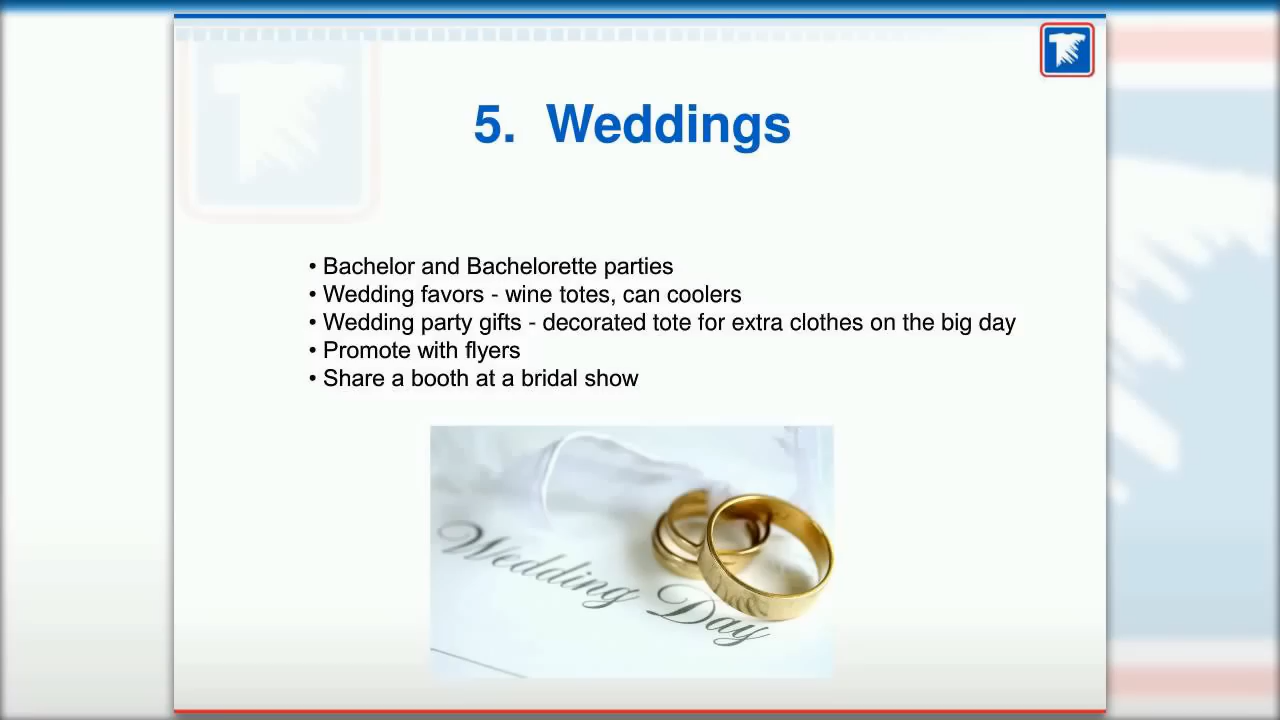 5. Weddings
• Bachelor and Bachelorette parties
• Wedding favors - wine totes, can coolers
• Wedding party gifts - decorated tote for extra clothes on the big day
• Promote with flyers
• Share a booth at a bridal show
Wedding Day